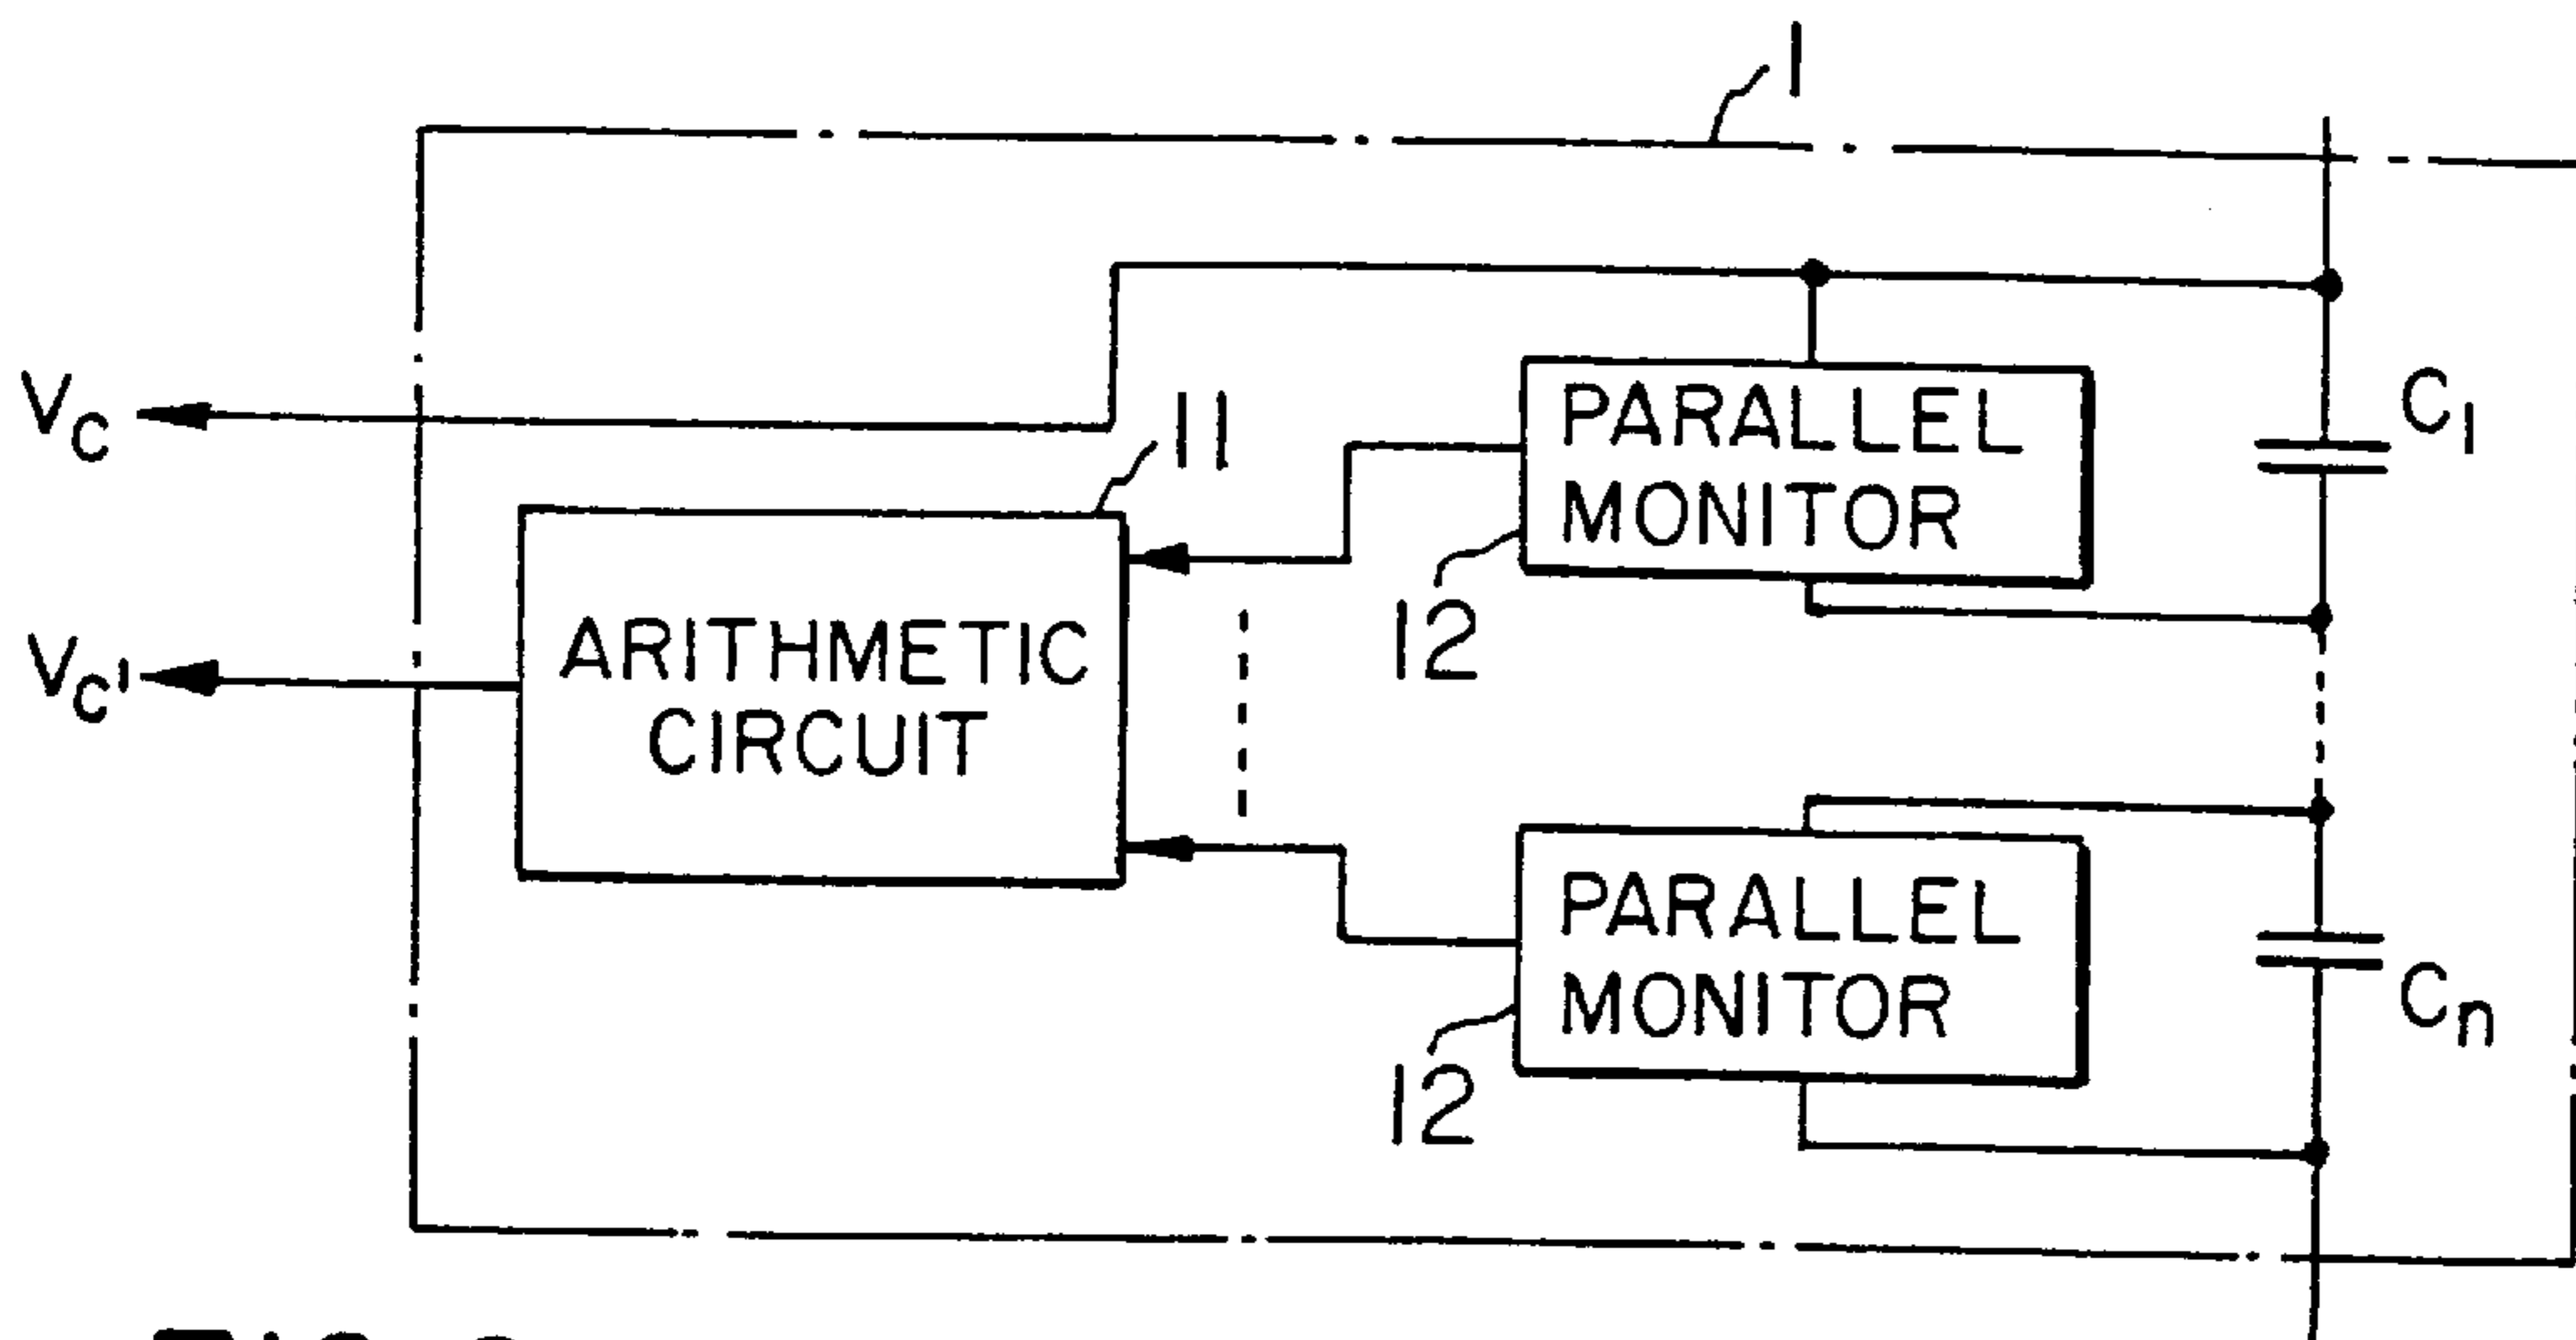 1
Vc
11
PARALLEL
MONITOR
C1
12
ARITHMETIC
CIRCUIT
Vc'
PARALLEL
MONITOR
Cn
12